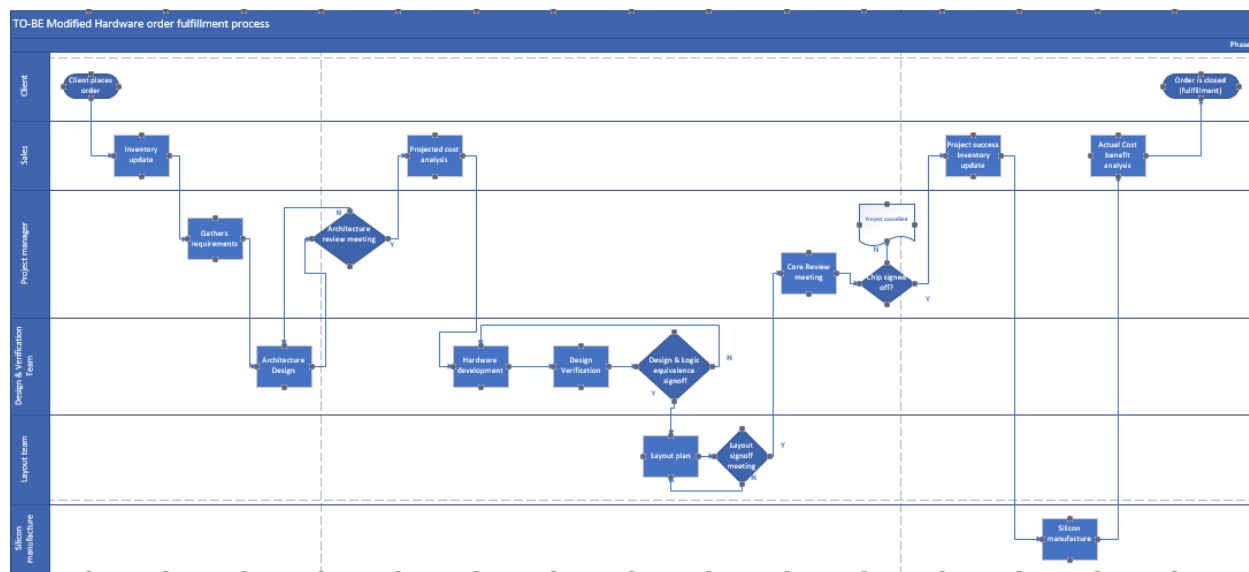 TO-BE Modified Hardware order fulfillment process
Phase
Client
Client places
order
Order is closed
(fullfillment)
Sales
Inventory
update
Projected cost
analysis
Project success
Inventory
update
Actual Cost
benefit
analysis
Project manager
Gathers
requirements
N
Architecture
review meeting
Y
Core Review
meeting
Project cancelled
N
Chip signed
off?
Y
Design & Verification
Team
Architecture
Design
Hardware
development
Design
Verification
Design & Logic
equivalence
signoff
N
Y
Layout team
Layout plan
Layout
signoff
meeting
Y
N
Silicon
manufacture
Silicon
manufacture